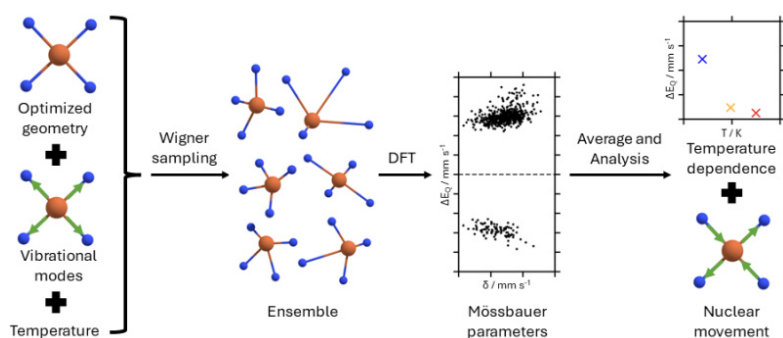 Optimized
geometry
Vibrational
modes
Temperature
Wigner
sampling
Ensemble
DFT
ΔE_Q / mm s⁻¹
δ / mm s⁻¹
Mössbauer
parameters
Average and
Analysis
ΔE_Q / mm s⁻¹
T / K
Temperature
dependence
Nuclear
movement